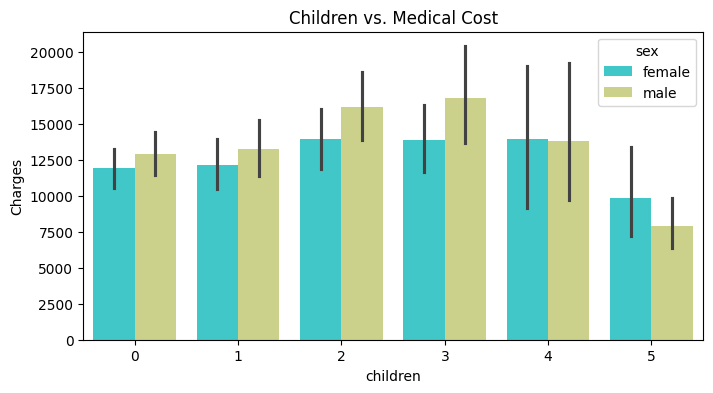 Children vs. Medical Cost
sex
female
male
Charges
20000
17500
15000
12500
10000
7500
5000
2500
0
0 1 2 3 4 5
children